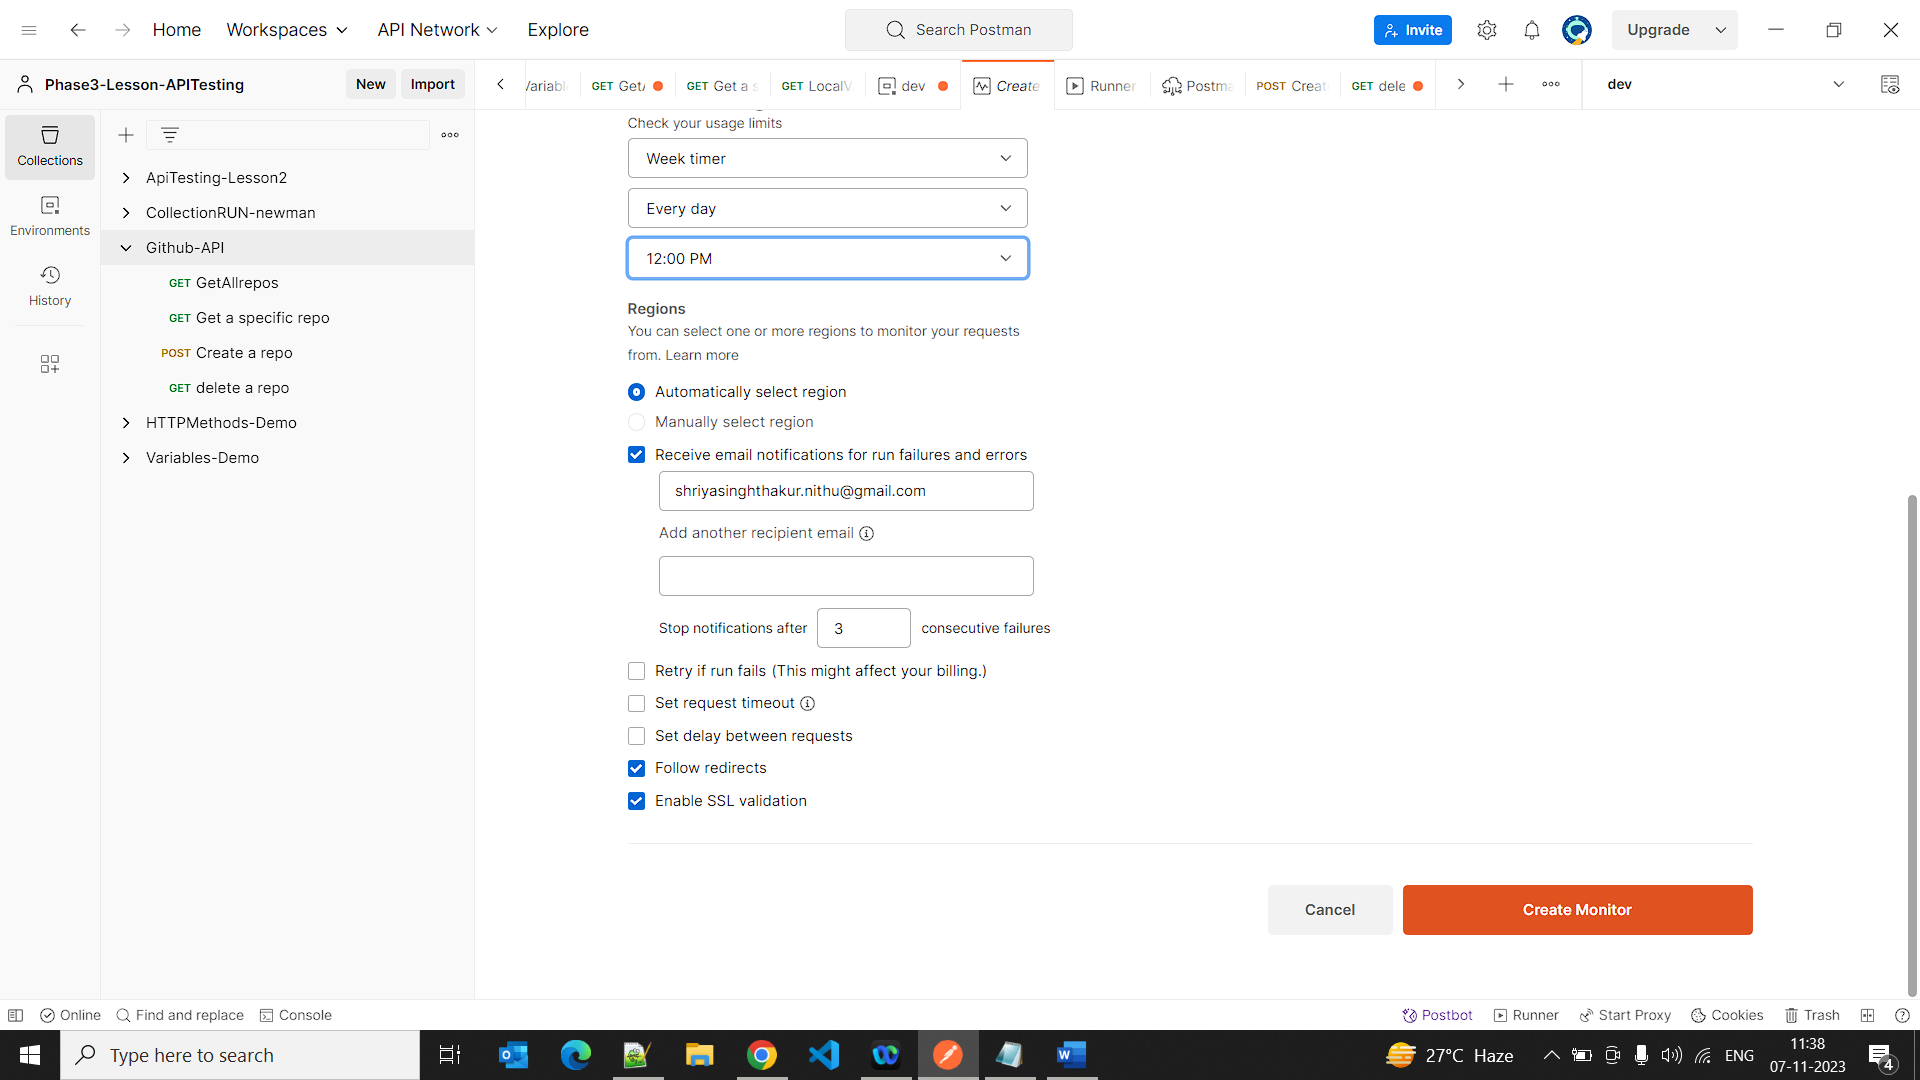 Home
Workspaces
API Network
Explore
Search Postman
Invite
Upgrade
Phase3-Lesson-APITesting
New
Import
Variabl
GET Get
GET Get a s
GET LocalV
dev
Create
Runner
Postma
POST Creat
GET dele
dev
Collections
Environments
History
ApiTesting-Lesson2
CollectionRUN-newman
Github-API
GET GetAllrepos
GET Get a specific repo
POST Create a repo
GET delete a repo
HTTPMethods-Demo
Variables-Demo
Check your usage limits
Week timer
Every day
12:00 PM
Regions
You can select one or more regions to monitor your requests
from. Learn more
Automatically select region
Manually select region
Receive email notifications for run failures and errors
shriyasinghthakur.nithu@gmail.com
Add another recipient email
Stop notifications after 3 consecutive failures
Retry if run fails (This might affect your billing.)
Set request timeout
Set delay between requests
Follow redirects
Enable SSL validation
Cancel
Create Monitor
Online
Find and replace
Console
Postbot
Runner
Start Proxy
Cookies
Trash
Type here to search
27°C Haze
ENG
11:38
07-11-2023
4